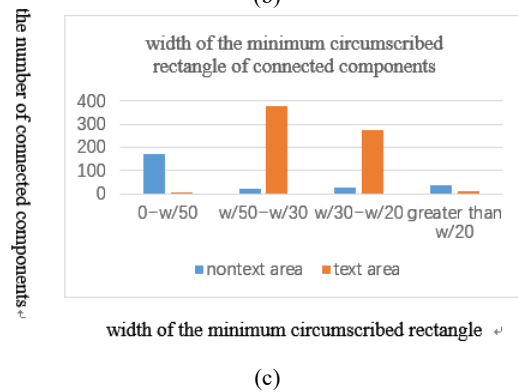 (b)
the number of connected components
width of the minimum circumscribed
rectangle of connected components
400
300
200
100
0
0-w/50 w/50-w/30 w/30-w/20 greater than
w/20
nontext area text area
width of the minimum circumscribed rectangle
(c)